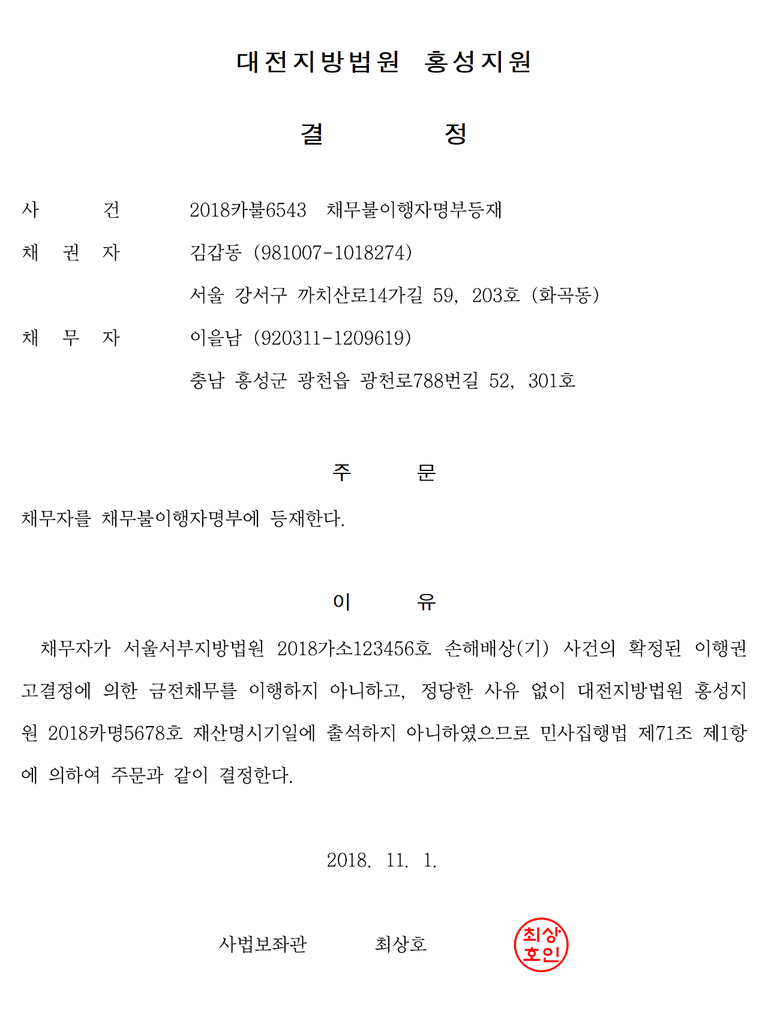 대전지방법원 홍성지원
결 정
사 건 2018카불6543 채무불이행자명부등재
채 권 자 김갑동 (981007-1018274)
서울 강서구 까치산로14가길 59, 203호 (화곡동)
채 무 자 이을남 (920311-1209619)
충남 홍성군 광천읍 광천로788번길 52, 301호
주 문
채무자를 채무불이행자명부에 등재한다.
이 유
채무자가 서울서부지방법원 2018가소123456호 손해배상(기) 사건의 확정된 이행권
고결정에 의한 금전채무를 이행하지 아니하고, 정당한 사유 없이 대전지방법원 홍성지
원 2018카명5678호 재산명시기일에 출석하지 아니하였으므로 민사집행법 제71조 제1항
에 의하여 주문과 같이 결정한다.
2018. 11. 1.
사법보좌관 최상호
최상
호인